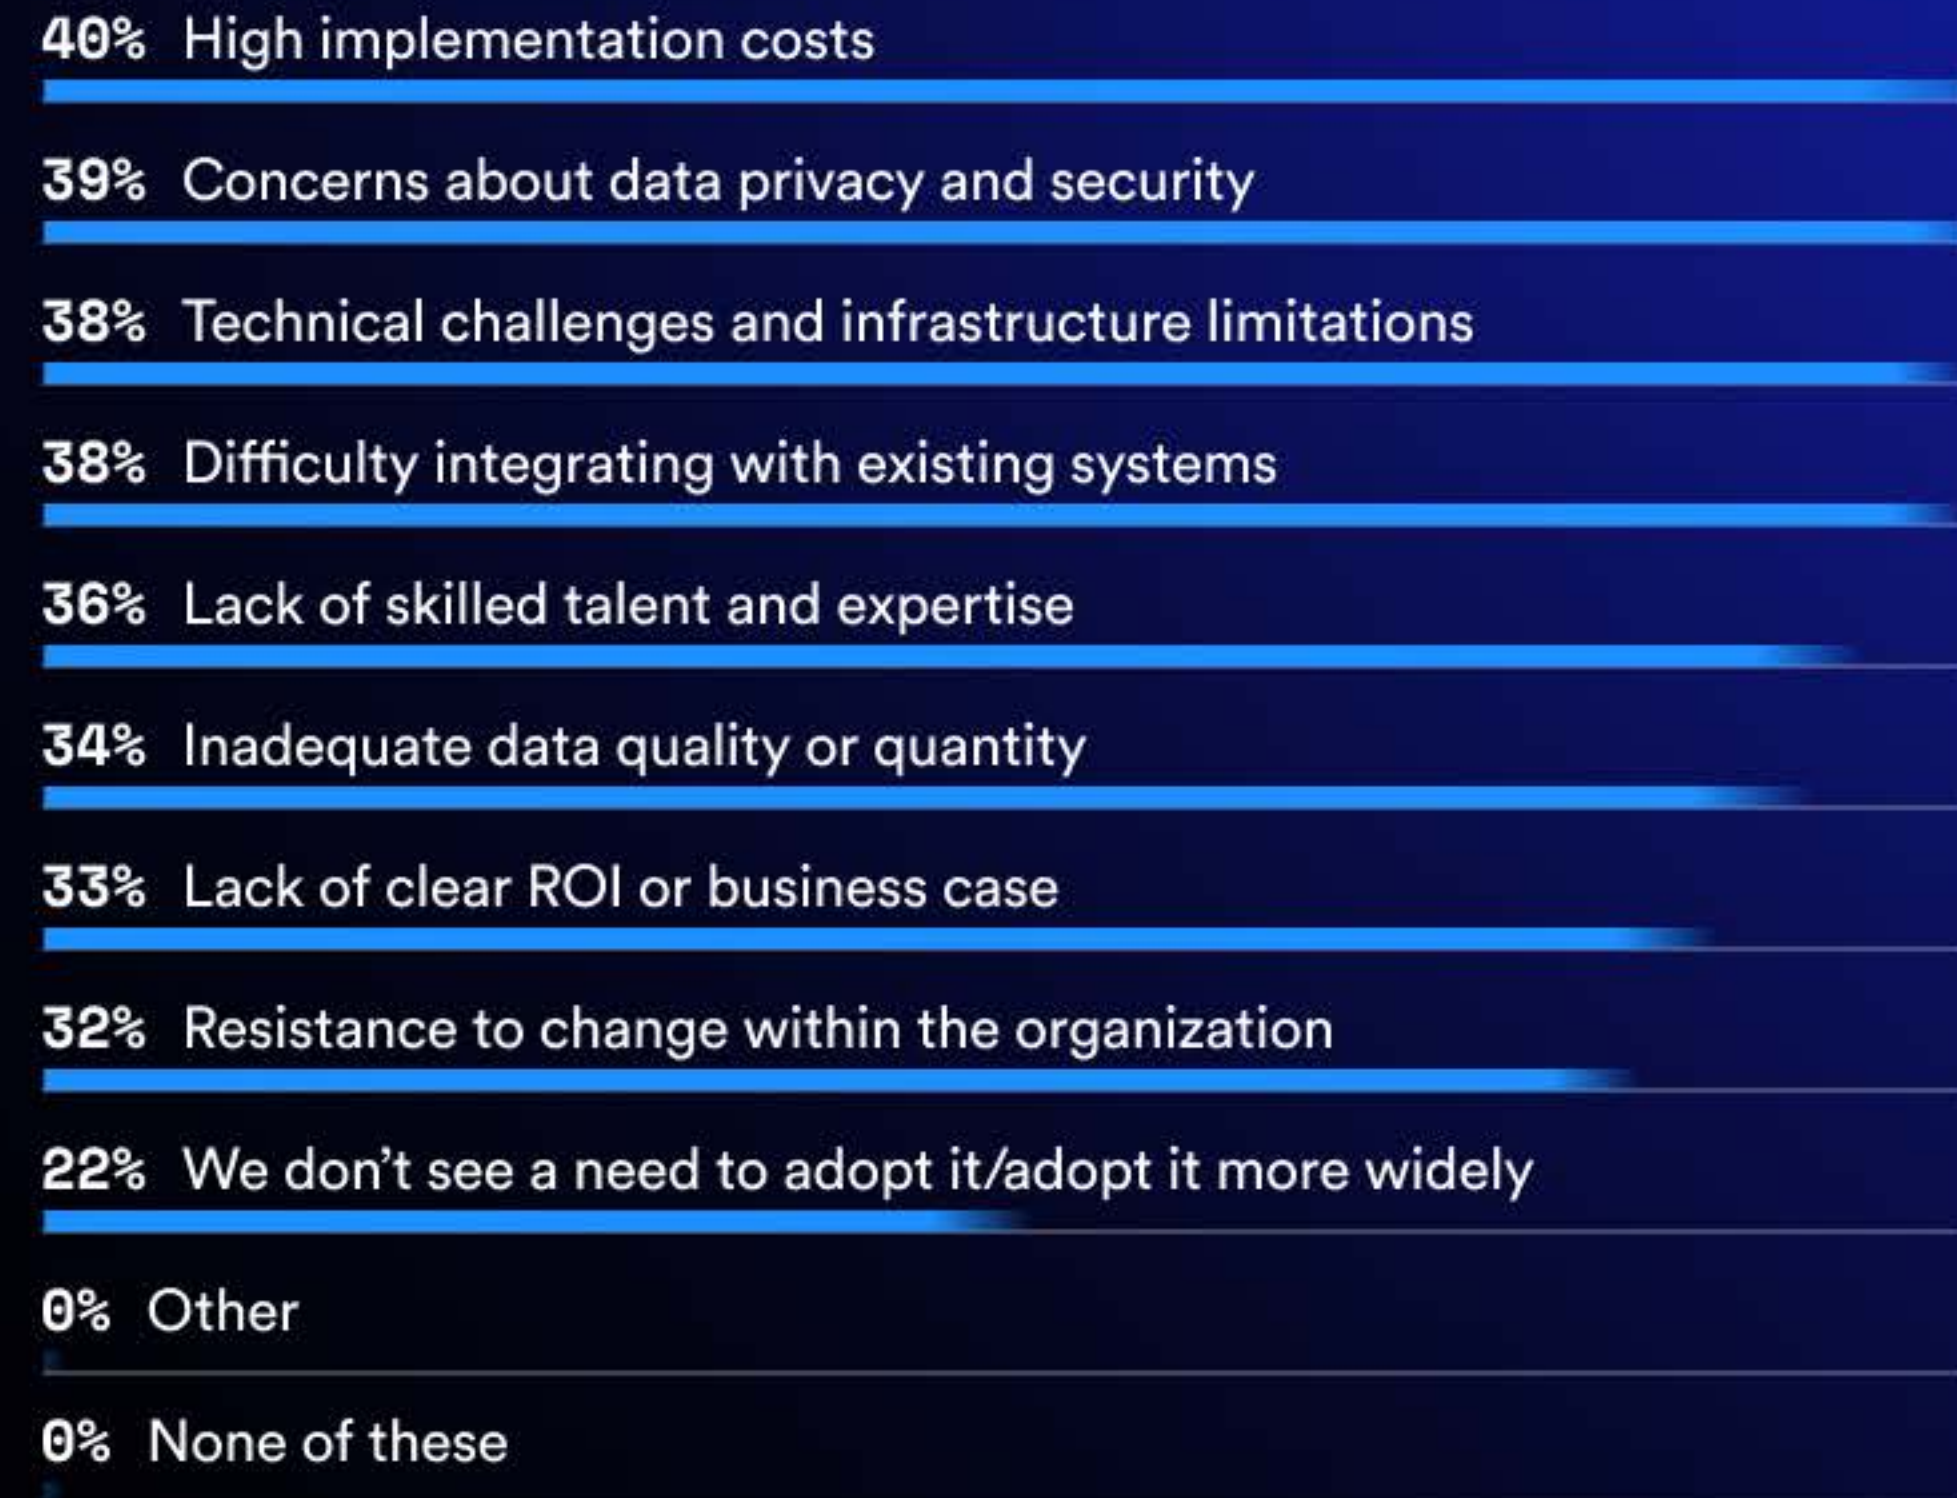 40% High implementation costs
39% Concerns about data privacy and security
38% Technical challenges and infrastructure limitations
38% Difficulty integrating with existing systems
36% Lack of skilled talent and expertise
34% Inadequate data quality or quantity
33% Lack of clear ROI or business case
32% Resistance to change within the organization
22% We don’t see a need to adopt it/adopt it more widely
0% Other
0% None of these